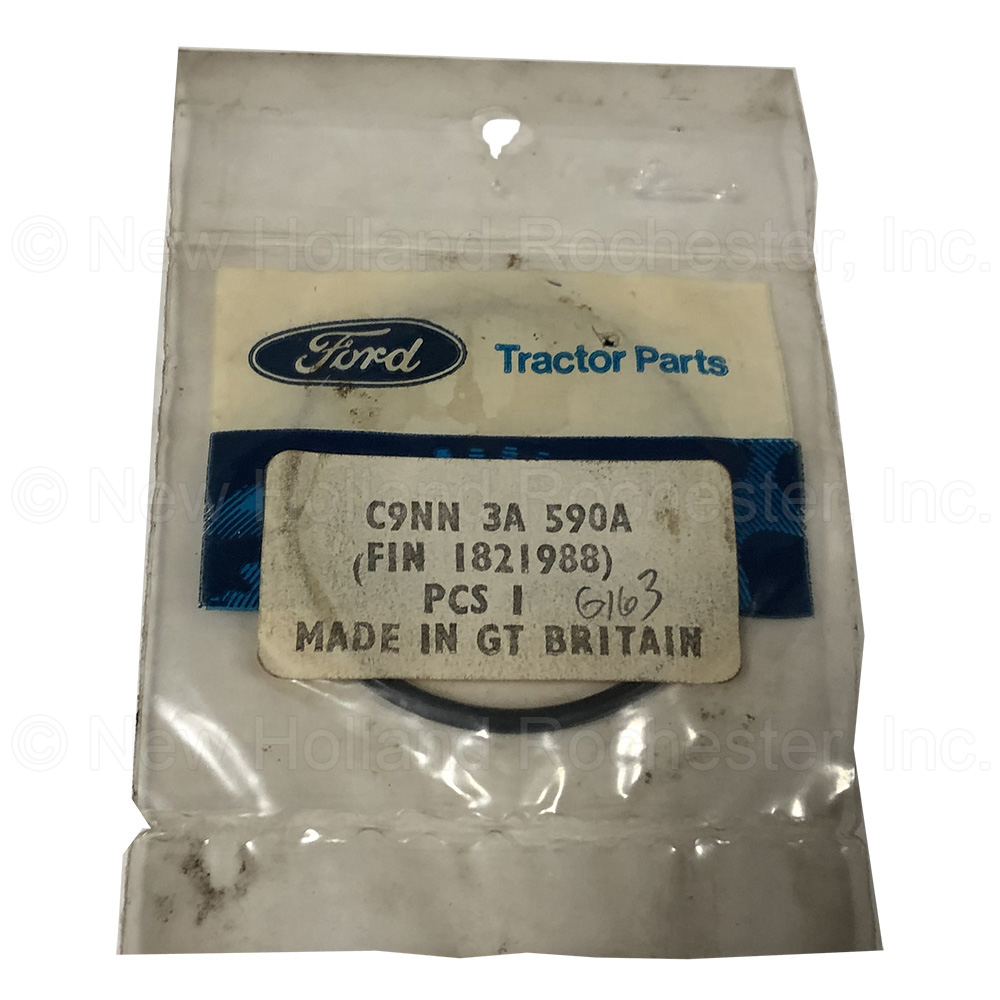 © New Holland Rochester, Inc.
Ford Tractor Parts
© New Holland Rochester, Inc.
C9NN 3A 590A
(FIN 1821988)
PCS 1 G163
MADE IN GT BRITAIN
© New Holland Rochester, Inc.